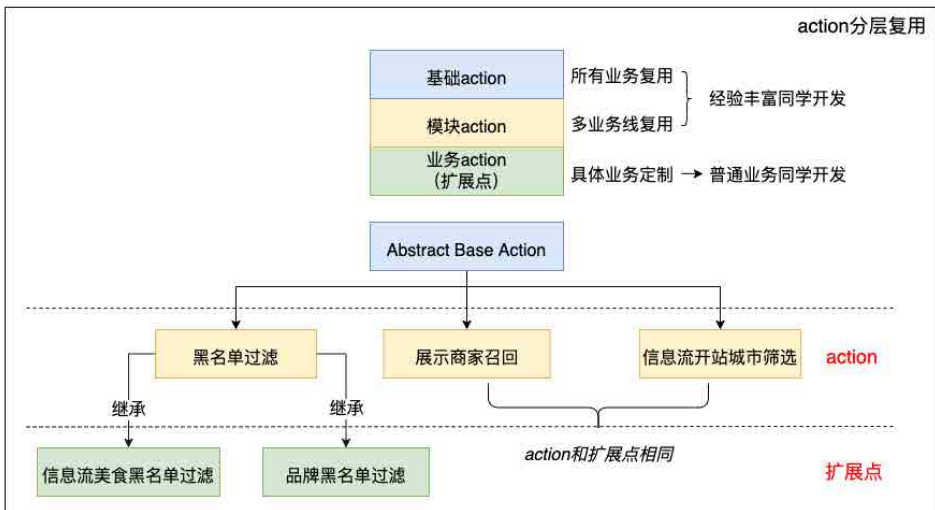 action分层复用
基础action
所有业务复用
经验丰富同学开发
模块action
多业务线复用
业务action
（扩展点）
具体业务定制
普通业务同学开发
Abstract Base Action
黑名单过滤
展示商家召回
信息流开站城市筛选
action
继承
继承
action和扩展点相同
信息流美食黑名单过滤
品牌黑名单过滤
扩展点